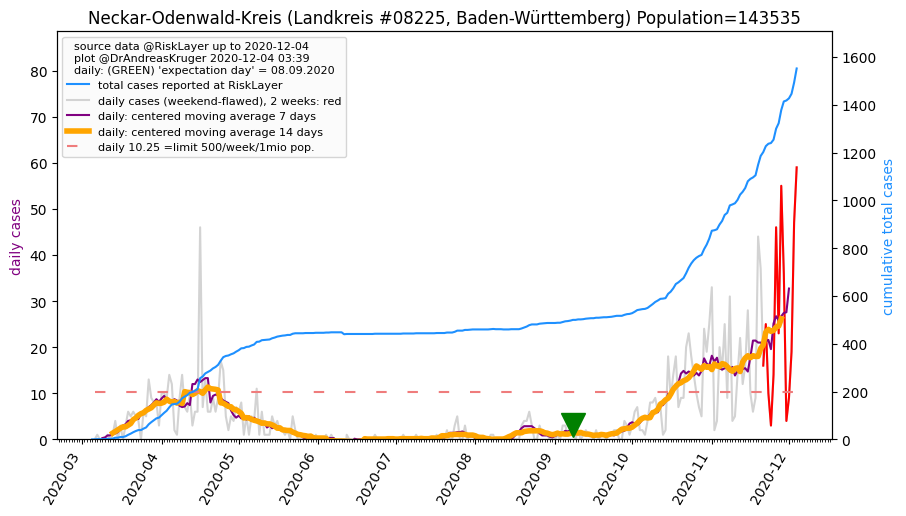 Neckar-Odenwald-Kreis (Landkreis #08225, Baden-Württemberg) Population=143535
source data @RiskLayer up to 2020-12-04
plot @DrAndreasKruger 2020-12-04 03:39
daily: (GREEN) 'expectation day' = 08.09.2020
total cases reported at RiskLayer
daily cases (weekend-flawed), 2 weeks: red
daily: centered moving average 7 days
daily: centered moving average 14 days
daily 10.25 =limit 500/week/1mio pop.
daily cases
80
70
60
50
40
30
20
10
0
cumulative total cases
1600
1400
1200
1000
800
600
400
200
0
2020-03
2020-04
2020-05
2020-06
2020-07
2020-08
2020-09
2020-10
2020-11
2020-12